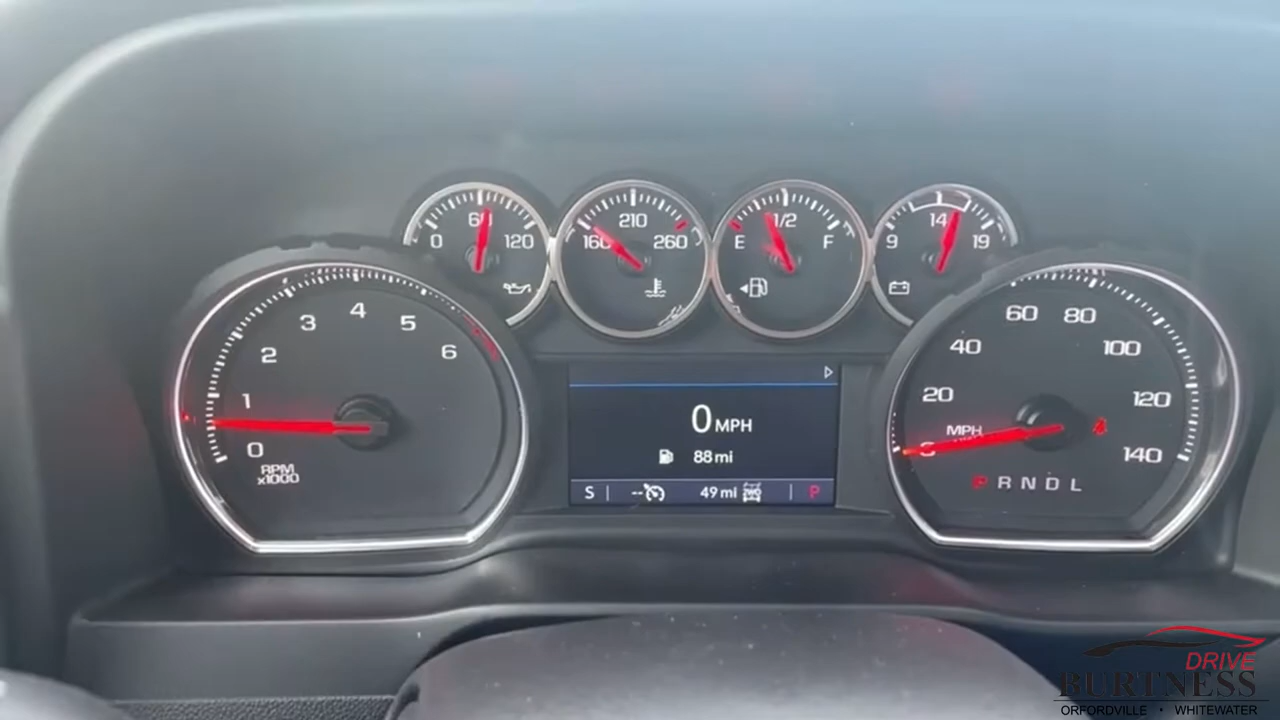 60
0 120
210
160 260
1/2
E F
14
9 19
0 1 2 3 4 5 6
RPM
x1000
0 MPH
88 mi
S -- 49 mi 2WD P
20 40 60 80 100 120 140
MPH
4
P R N D L
DRIVE
BURTNESS
ORFORDVILLE • WHITEWATER